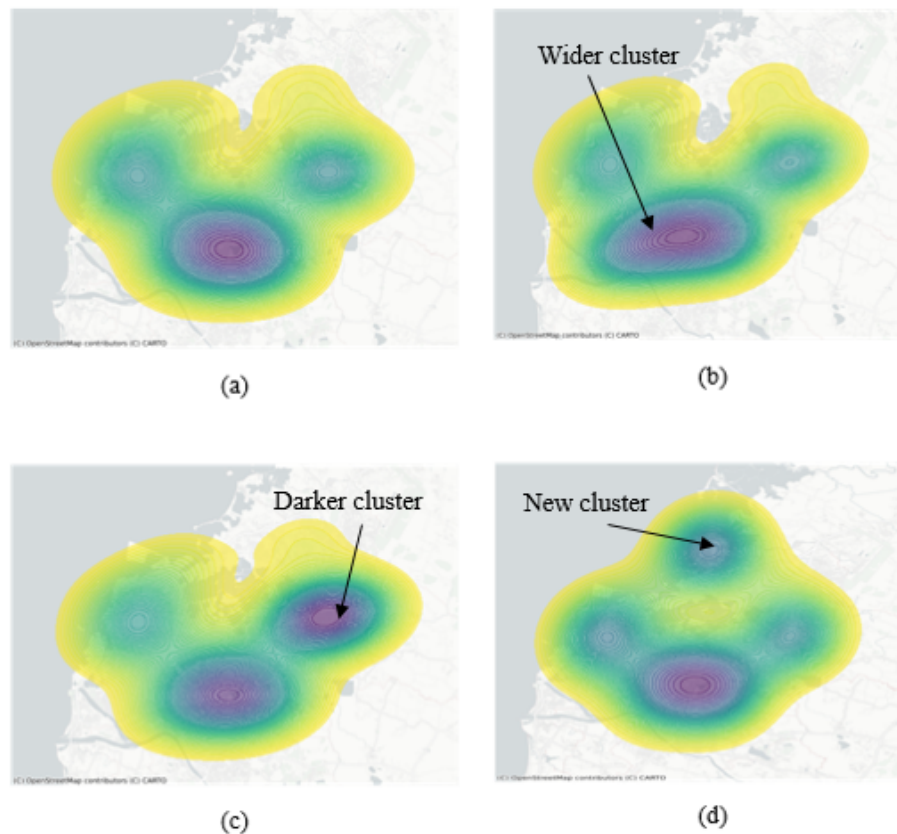 Wider cluster
(C) OpenStreetMap contributors (C) CARTO
(C) OpenStreetMap contributors (C) CARTO
(a)
(b)
Darker cluster
New cluster
(C) OpenStreetMap contributors (C) CARTO
(C) OpenStreetMap contributors (C) CARTO
(c)
(d)